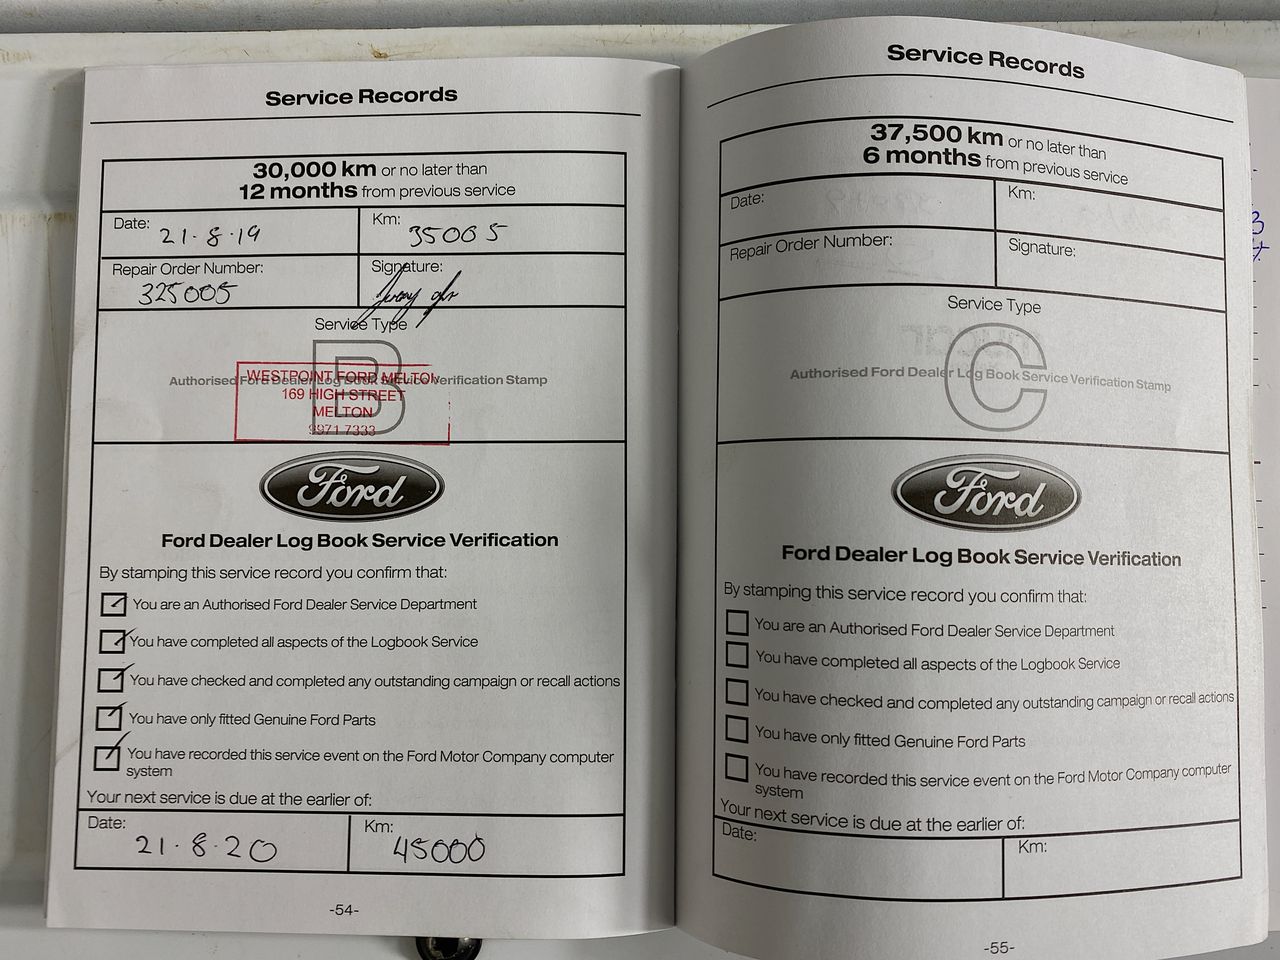 Service Records
30,000 km or no later than
12 months from previous service
Date: 21.8.19
Km: 35005
Repair Order Number: 325005
Signature:
Service Type
B
Authorised Ford Dealer Log Book Service Verification Stamp
WESTPOINT FORD MELTON
169 HIGH STREET
MELTON
9971 7333
Ford
Ford Dealer Log Book Service Verification
By stamping this service record you confirm that:
You are an Authorised Ford Dealer Service Department
You have completed all aspects of the Logbook Service
You have checked and completed any outstanding campaign or recall actions
You have only fitted Genuine Ford Parts
You have recorded this service event on the Ford Motor Company computer
system
Your next service is due at the earlier of:
Date: 21.8.20
Km: 45000
-54-
Service Records
37,500 km or no later than
6 months from previous service
Date:
Km:
Repair Order Number:
Signature:
Service Type
C
Authorised Ford Dealer Log Book Service Verification Stamp
Ford
Ford Dealer Log Book Service Verification
By stamping this service record you confirm that:
You are an Authorised Ford Dealer Service Department
You have completed all aspects of the Logbook Service
You have checked and completed any outstanding campaign or recall actions
You have only fitted Genuine Ford Parts
You have recorded this service event on the Ford Motor Company computer
system
Your next service is due at the earlier of:
Date:
Km:
-55-